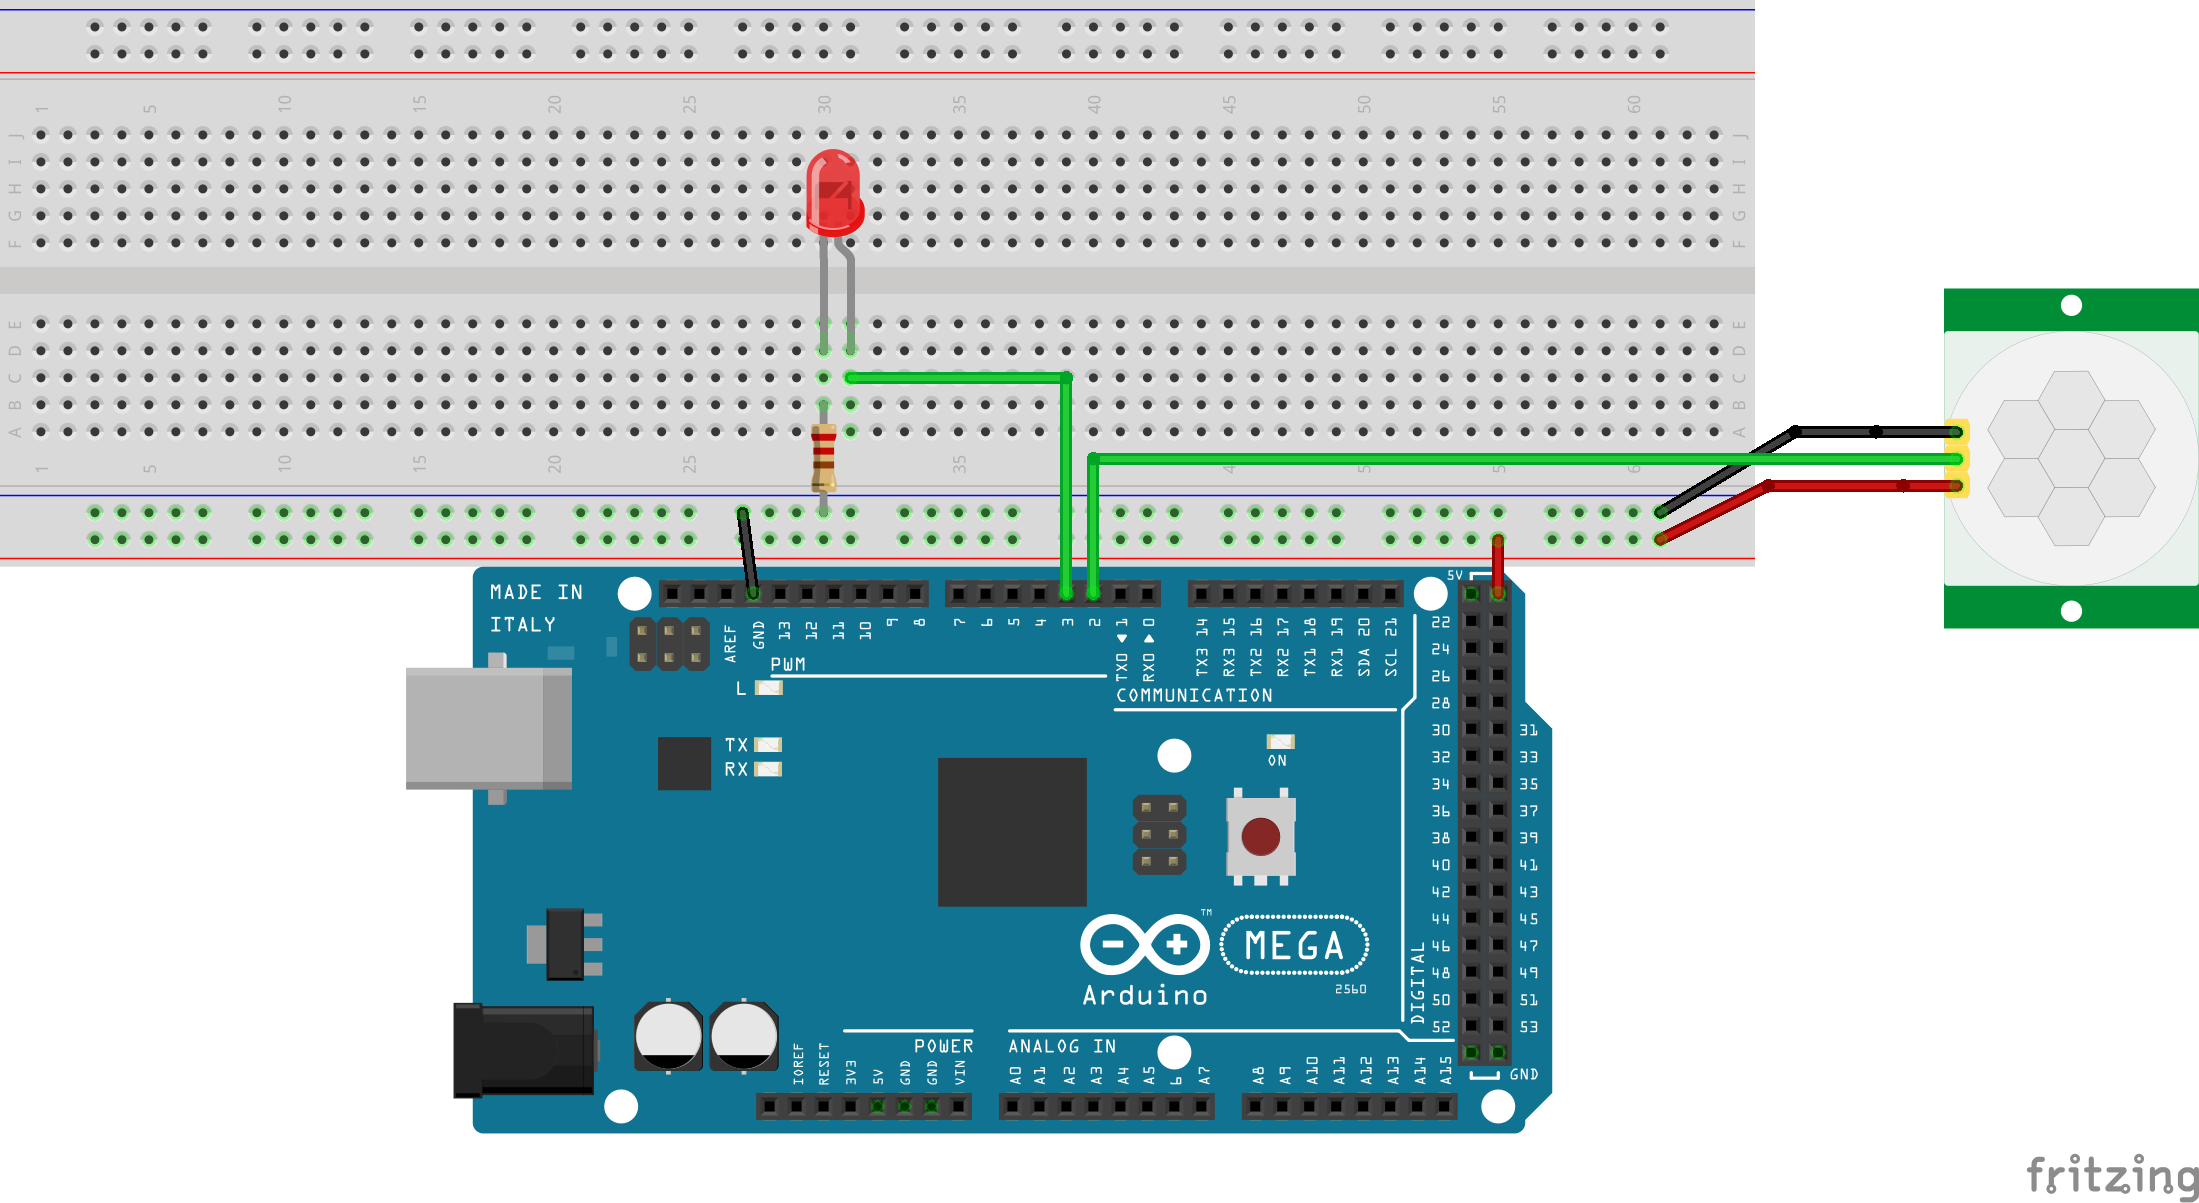 1 5 10 15 20 25 30 35 40 45 50 55 60
J J
I I
H H
G G
F F
E E
D D
C C
B B
A A
1 5 10 15 20 25 35
MADE IN
ITALY
AREF GND 13 12 11 10 9 8 7 6 5 4 3 2 TX0 1 RX0 0 TX3 14 RX3 15 TX2 16 RX2 17 TX1 18 RX1 19 SDA 20 SCL 21
5V
PWM
COMMUNICATION
L
TX
RX
ON
22
24
26
28
30 31
32 33
34 35
36 37
38 39
40 41
42 43
44 45
46 47
48 49
50 51
52 53
DIGITAL
GND
TM
MEGA
Arduino
2560
POWER
ANALOG IN
IOREF RESET 3V3 5V GND GND VIN A0 A1 A2 A3 A4 A5 6 A7 A8 A9 A10 A11 A12 A13 A14 A15
fritzing